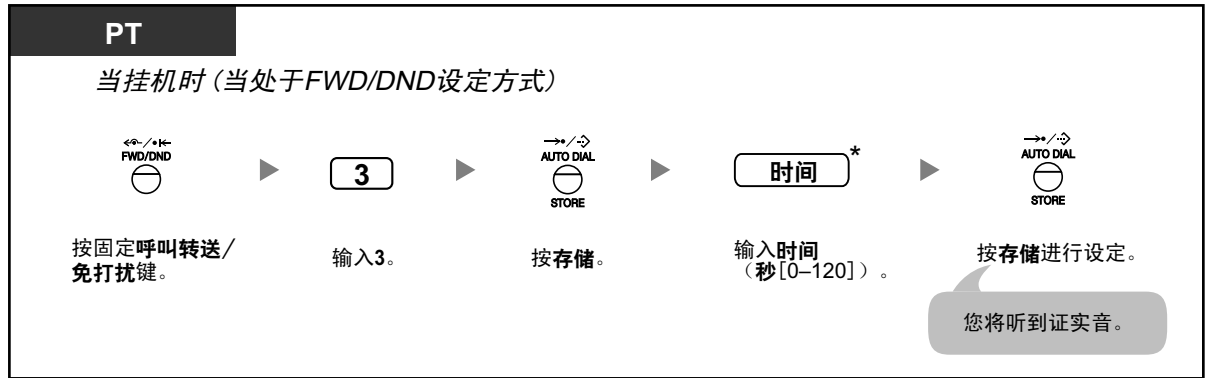 PT
当挂机时（当处于FWD/DND设定方式）
FWD/DND
3
AUTO DIAL
STORE
时间*
AUTO DIAL
STORE
按固定呼叫转送/
免打扰键。
输入3。
按存储。
输入时间
（秒[0–120]）。
按存储进行设定。
您将听到证实音。